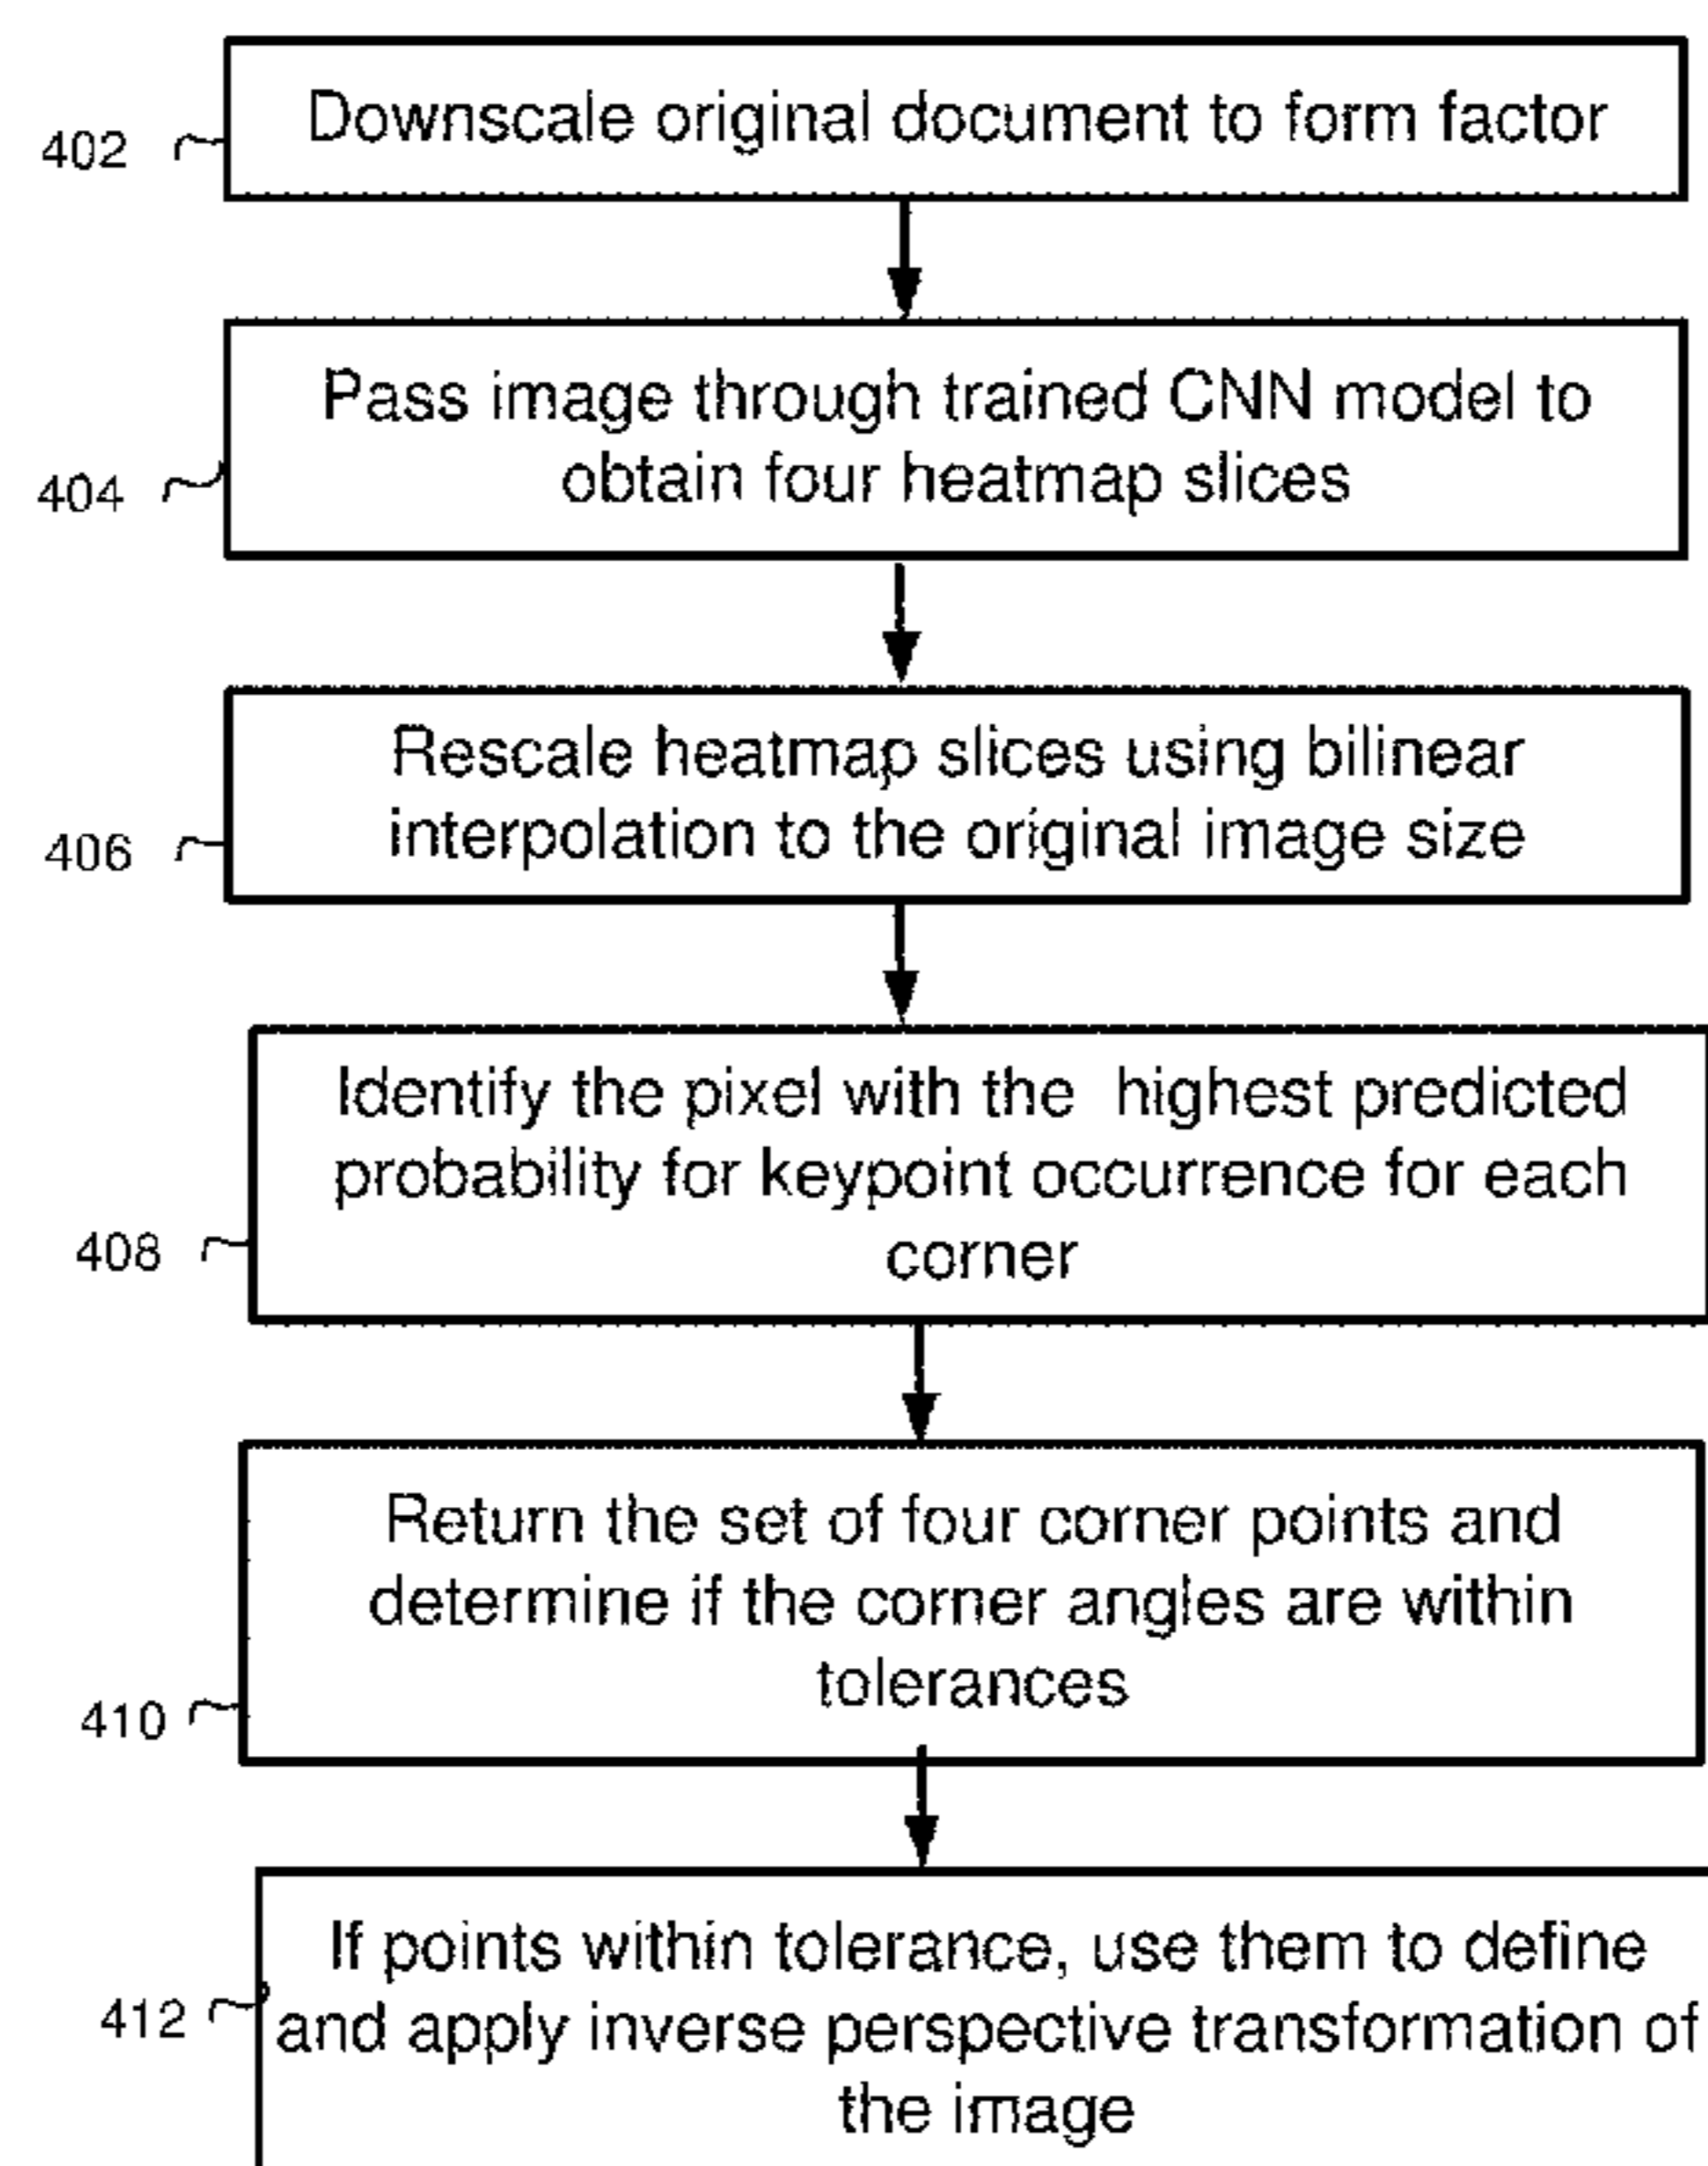 402
Downscale original document to form factor
404
Pass image through trained CNN model to
obtain four heatmap slices
406
Rescale heatmap slices using bilinear
interpolation to the original image size
408
Identify the pixel with the highest predicted
probability for keypoint occurrence for each
corner
410
Return the set of four corner points and
determine if the corner angles are within
tolerances
412
If points within tolerance, use them to define
and apply inverse perspective transformation of
the image